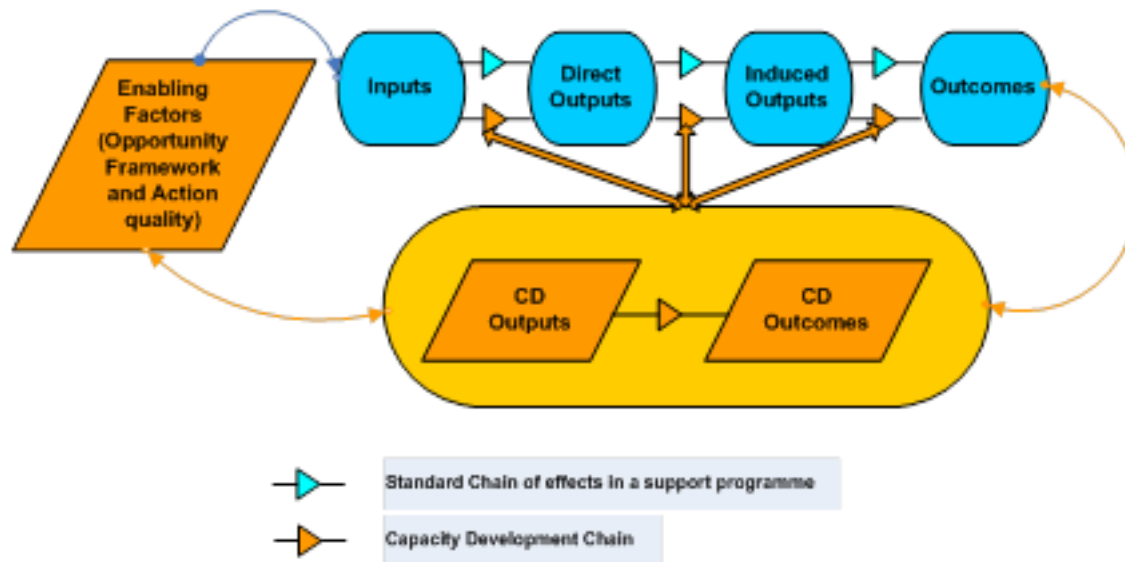 Enabling
Factors
(Opportunity
Framework
and Action
quality)
Inputs
Direct
Outputs
Induced
Outputs
Outcomes
CD
Outputs
CD
Outcomes
Standard Chain of effects in a support programme
Capacity Development Chain